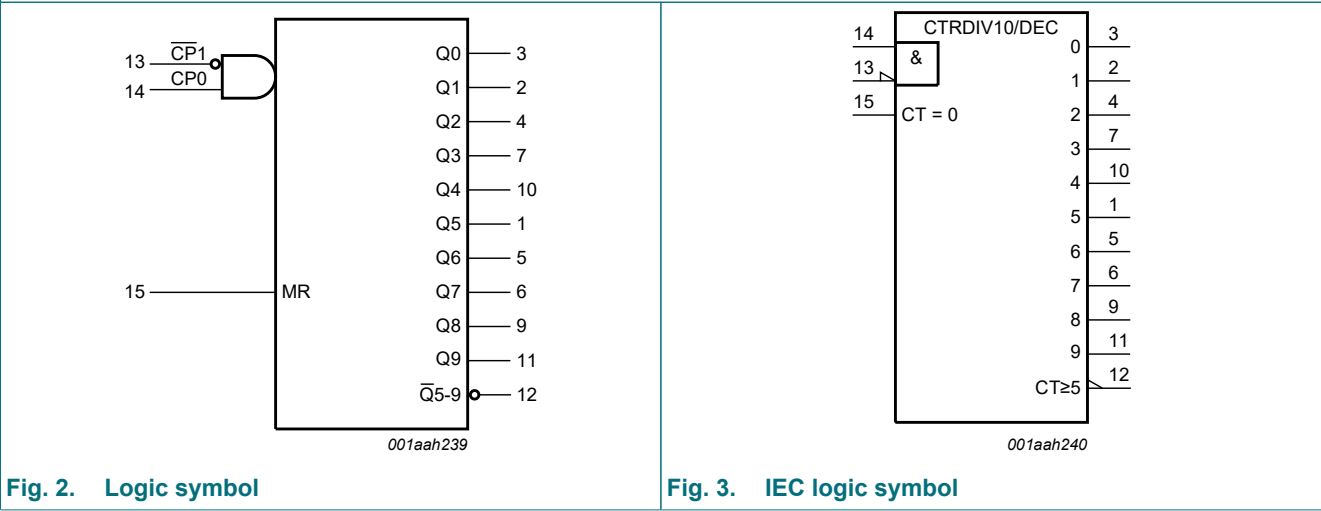 13 C̅P̅1 Q0 3
14 CP0
Q1 2
Q2 4
Q3 7
Q4 10
Q5 1
Q6 5
15 MR Q7 6
Q8 9
Q9 11
Q̅5-9 12
001aah239
Fig. 2. Logic symbol
CTRDIV10/DEC
14 & 0 3
13 1 2
15 CT = 0 2 4
3 7
4 10
5 1
6 5
7 6
8 9
9 11
CT≥5 12
001aah240
Fig. 3. IEC logic symbol